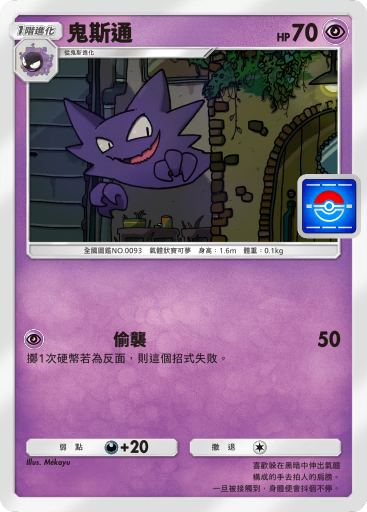 1階進化
鬼斯通
HP 70
從鬼斯進化
全國圖鑑NO.0093 氣體狀寶可夢 身高：1.6m 體重：0.1kg
偷襲 50
擲1次硬幣若為反面，則這個招式失敗。
弱點 +20
撤退
Illus. Mékayu
喜歡躲在黑暗中伸出氣體
構成的手去拍人的肩膀。
一旦被接觸到，身體便會抖個不停。